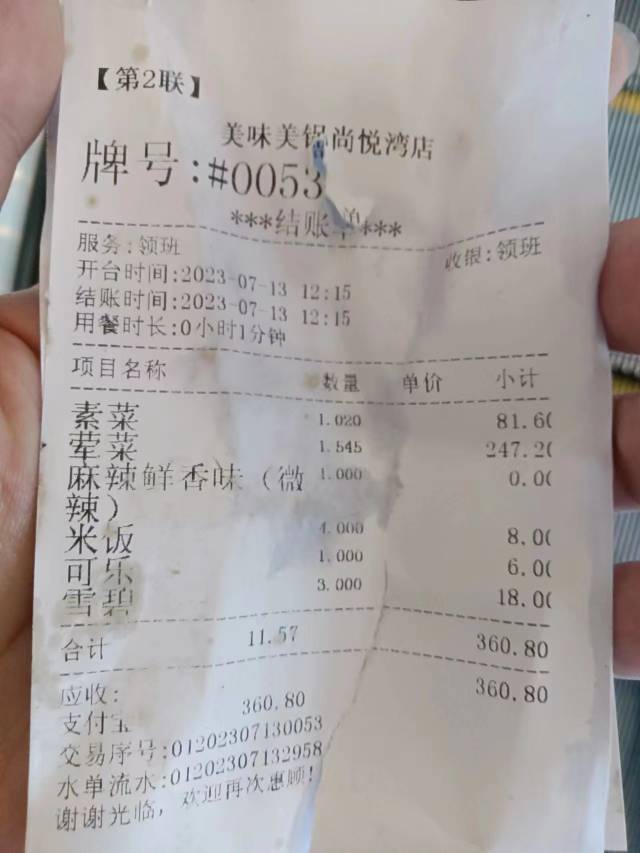 【第2联】
美味美锅尚悦湾店
牌号:#0053
***结账单***
服务:领班 收银:领班
开台时间:2023-07-13 12:15
结账时间:2023-07-13 12:15
用餐时长:0小时1分钟
项目名称 数量 单价 小计
素菜 1.020 81.60
荤菜 1.545 247.20
麻辣鲜香味（微 1.000 0.00
辣）
米饭 4.000 8.00
可乐 1.000 6.00
雪碧 3.000 18.00
合计 11.57 360.80
应收: 360.80
支付宝 360.80
交易序号:01202307130053
水单流水:01202307132958
谢谢光临，欢迎再次惠顾!